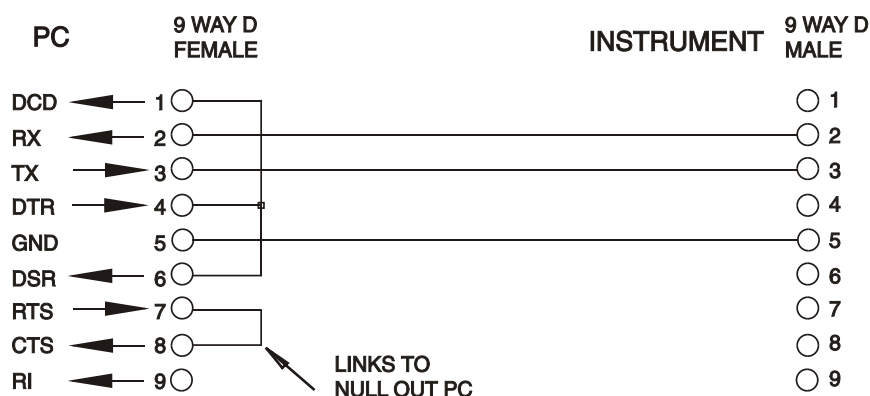 PC
9 WAY D
FEMALE
INSTRUMENT
9 WAY D
MALE
DCD 1 1
RX 2 2
TX 3 3
DTR 4 4
GND 5 5
DSR 6 6
RTS 7 7
CTS 8 8
RI 9 9
LINKS TO
NULL OUT PC